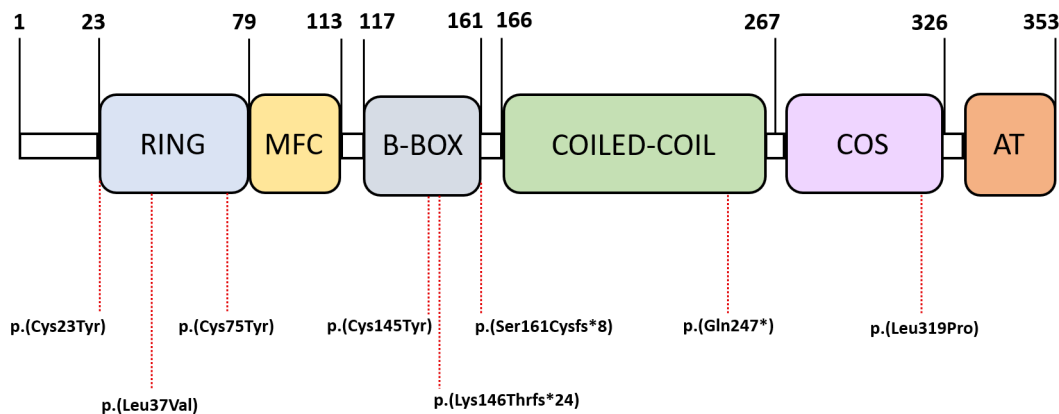 1 23 79 113 117 161 166 267 326 353
RING MFC B-BOX COILED-COIL COS AT
p.(Cys23Tyr) p.(Cys75Tyr) p.(Cys145Tyr) p.(Ser161Cysfs*8) p.(Gln247*) p.(Leu319Pro)
p.(Leu37Val) p.(Lys146Thrfs*24)